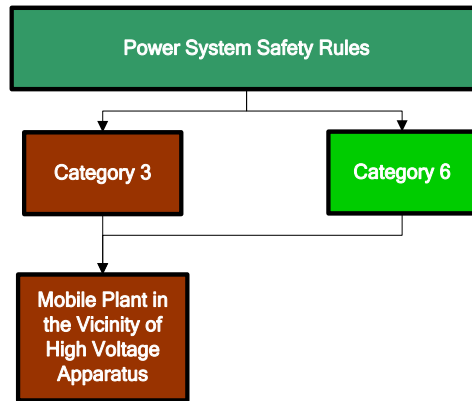 Power System Safety Rules
Category 3
Category 6
Mobile Plant in
the Vicinity of
High Voltage
Apparatus